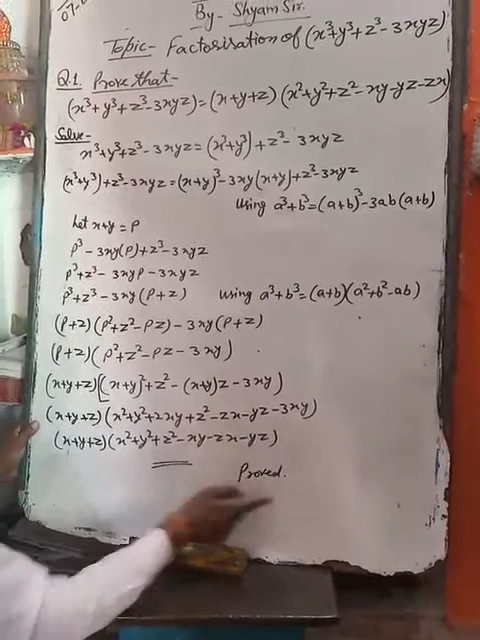 07-0
By- Shyam Sir.
Topic- Factorisation of (x³+y³+z³-3xyz)
Q.1. Prove that-
(x³+y³+z³-3xyz)=(x+y+z)(x²+y²+z²-xy-yz-zx)
Solve-
x³+y³+z³-3xyz=(x³+y³)+z³-3xyz
(x³+y³)+z³-3xyz=(x+y)³-3xy(x+y)+z³-3xyz
using a³+b³=(a+b)³-3ab(a+b)
Let x+y=P
P³-3xy(P)+z³-3xyz
P³+z³-3xyP-3xyz
P³+z³-3xy(P+z) using a³+b³=(a+b)(a²+b²-ab)
(P+z)(P²+z²-Pz)-3xy(P+z)
(P+z)(P²+z²-Pz-3xy)
(x+y+z)[(x+y)²+z²-(x+y)z-3xy)
(x+y+z)(x²+y²+2xy+z²-zx-yz-3xy)
(x+y+z)(x²+y²+z²-xy-zx-yz)
Proved.